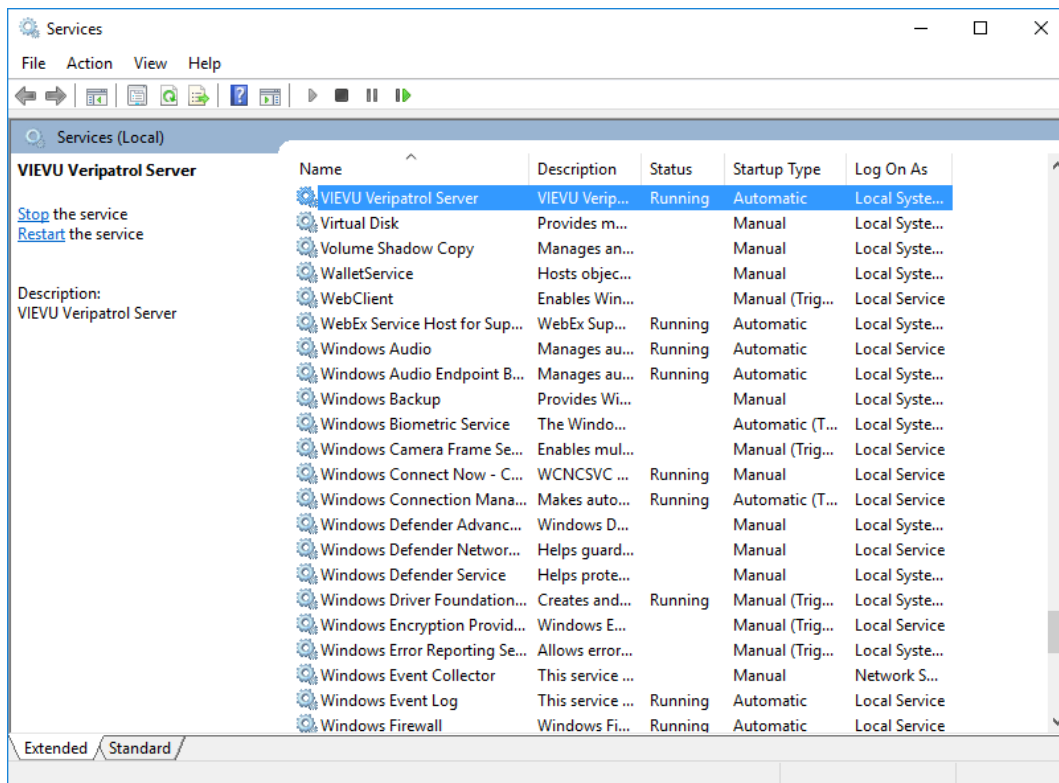 Services
File Action View Help
Services (Local)
VIEVU Veripatrol Server
Stop the service
Restart the service
Description:
VIEVU Veripatrol Server
Name Description Status Startup Type Log On As
VIEVU Veripatrol Server VIEVU Verip... Running Automatic Local Syste...
Virtual Disk Provides m... Manual Local Syste...
Volume Shadow Copy Manages an... Manual Local Syste...
WalletService Hosts objec... Manual Local Syste...
WebClient Enables Win... Manual (Trig... Local Service
WebEx Service Host for Sup... WebEx Sup... Running Automatic Local Syste...
Windows Audio Manages au... Running Automatic Local Service
Windows Audio Endpoint B... Manages au... Running Automatic Local Syste...
Windows Backup Provides Wi... Manual Local Syste...
Windows Biometric Service The Windo... Automatic (T... Local Syste...
Windows Camera Frame Se... Enables mul... Manual (Trig... Local Service
Windows Connect Now - C... WCNCSVC ... Running Manual Local Service
Windows Connection Mana... Makes auto... Running Automatic (T... Local Service
Windows Defender Advanc... Windows D... Manual Local Syste...
Windows Defender Networ... Helps guard... Manual Local Service
Windows Defender Service Helps prote... Manual Local Syste...
Windows Driver Foundation... Creates and... Running Manual (Trig... Local Syste...
Windows Encryption Provid... Windows E... Manual (Trig... Local Service
Windows Error Reporting Se... Allows error... Manual (Trig... Local Syste...
Windows Event Collector This service ... Manual Network S...
Windows Event Log This service ... Running Automatic Local Service
Windows Firewall Windows Fi... Running Automatic Local Service
Extended Standard